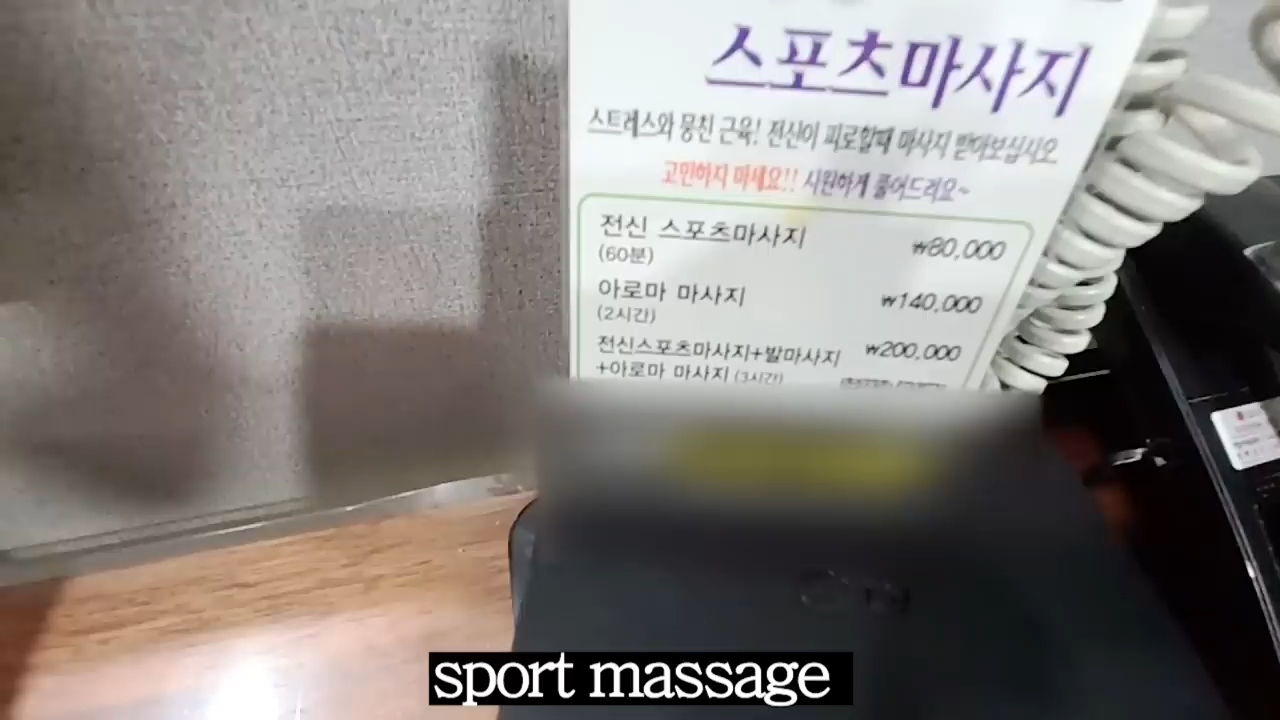 스포츠마사지
스트레스와 뭉친 근육! 전신이 피로할때 마사지 받아보십시오
고민하지 마세요!! 시원하게 풀어드려요~
전신 스포츠마사지 ₩80,000
(60분)
아로마 마사지 ₩140,000
(2시간)
전신스포츠마사지+발마사지 ₩200,000
+아로마 마사지 (3시간)
sport massage